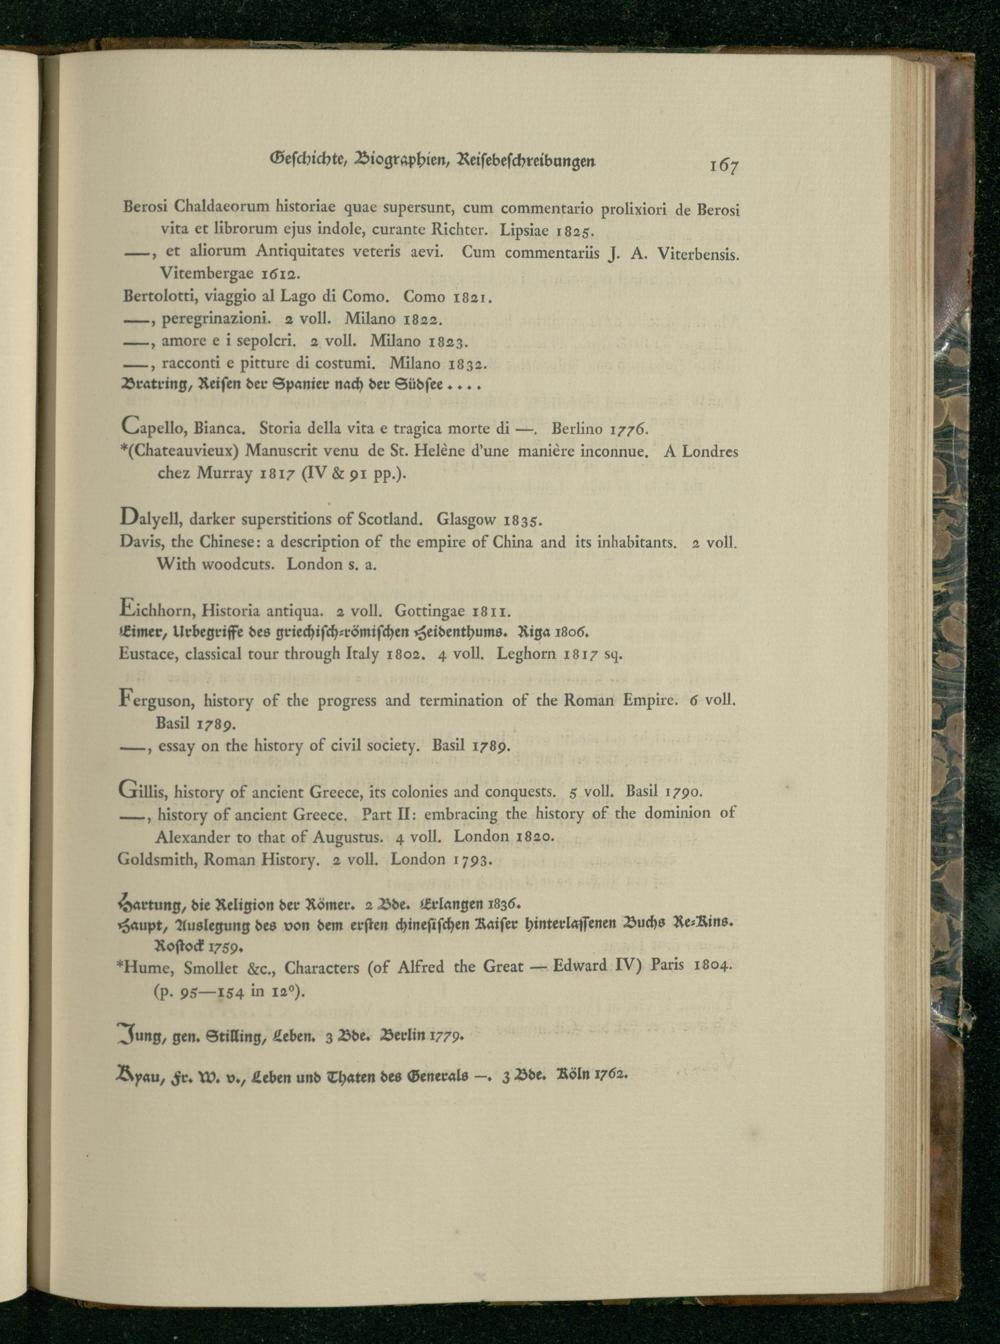 Geschichte, Biographien, Reisebeschreibungen 167
Berosi Chaldaeorum historiae quae supersunt, cum commentario prolixiori de Berosi
vita et librorum ejus indole, curante Richter. Lipsiae 1825.
—, et aliorum Antiquitates veteris aevi. Cum commentariis J. A. Viterbensis.
Vitembergae 1612.
Bertolotti, viaggio al Lago di Como. Como 1821.
—, peregrinazioni. 2 voll. Milano 1822.
—, amore e i sepolcri. 2 voll. Milano 1823.
—, racconti e pitture di costumi. Milano 1832.
Bratring, Reisen der Spanier nach der Südsee . . . .
Capello, Bianca. Storia della vita e tragica morte di —. Berlino 1776.
*(Chateauvieux) Manuscrit venu de St. Helène d'une manière inconnue. A Londres
chez Murray 1817 (IV & 91 pp.).
Dalyell, darker superstitions of Scotland. Glasgow 1835.
Davis, the Chinese: a description of the empire of China and its inhabitants. 2 voll.
With woodcuts. London s. a.
Eichhorn, Historia antiqua. 2 voll. Gottingae 1811.
Eimer, Urbegriffe des griechisch-römischen Heidenthums. Riga 1806.
Eustace, classical tour through Italy 1802. 4 voll. Leghorn 1817 sq.
Ferguson, history of the progress and termination of the Roman Empire. 6 voll.
Basil 1789.
—, essay on the history of civil society. Basil 1789.
Gillis, history of ancient Greece, its colonies and conquests. 5 voll. Basil 1790.
—, history of ancient Greece. Part II: embracing the history of the dominion of
Alexander to that of Augustus. 4 voll. London 1820.
Goldsmith, Roman History. 2 voll. London 1793.
Hartung, die Religion der Römer. 2 Bde. Erlangen 1836.
Haupt, Auslegung des von dem ersten chinesischen Kaiser hinterlassenen Buchs Re-Kins.
Rostock 1759.
*Hume, Smollet &c., Characters (of Alfred the Great — Edward IV) Paris 1804.
(p. 95—154 in 12⁰).
Jung, gen. Stilling, Leben. 3 Bde. Berlin 1779.
Kyau, Fr. W. v., Leben und Thaten des Generals —. 3 Bde. Köln 1762.